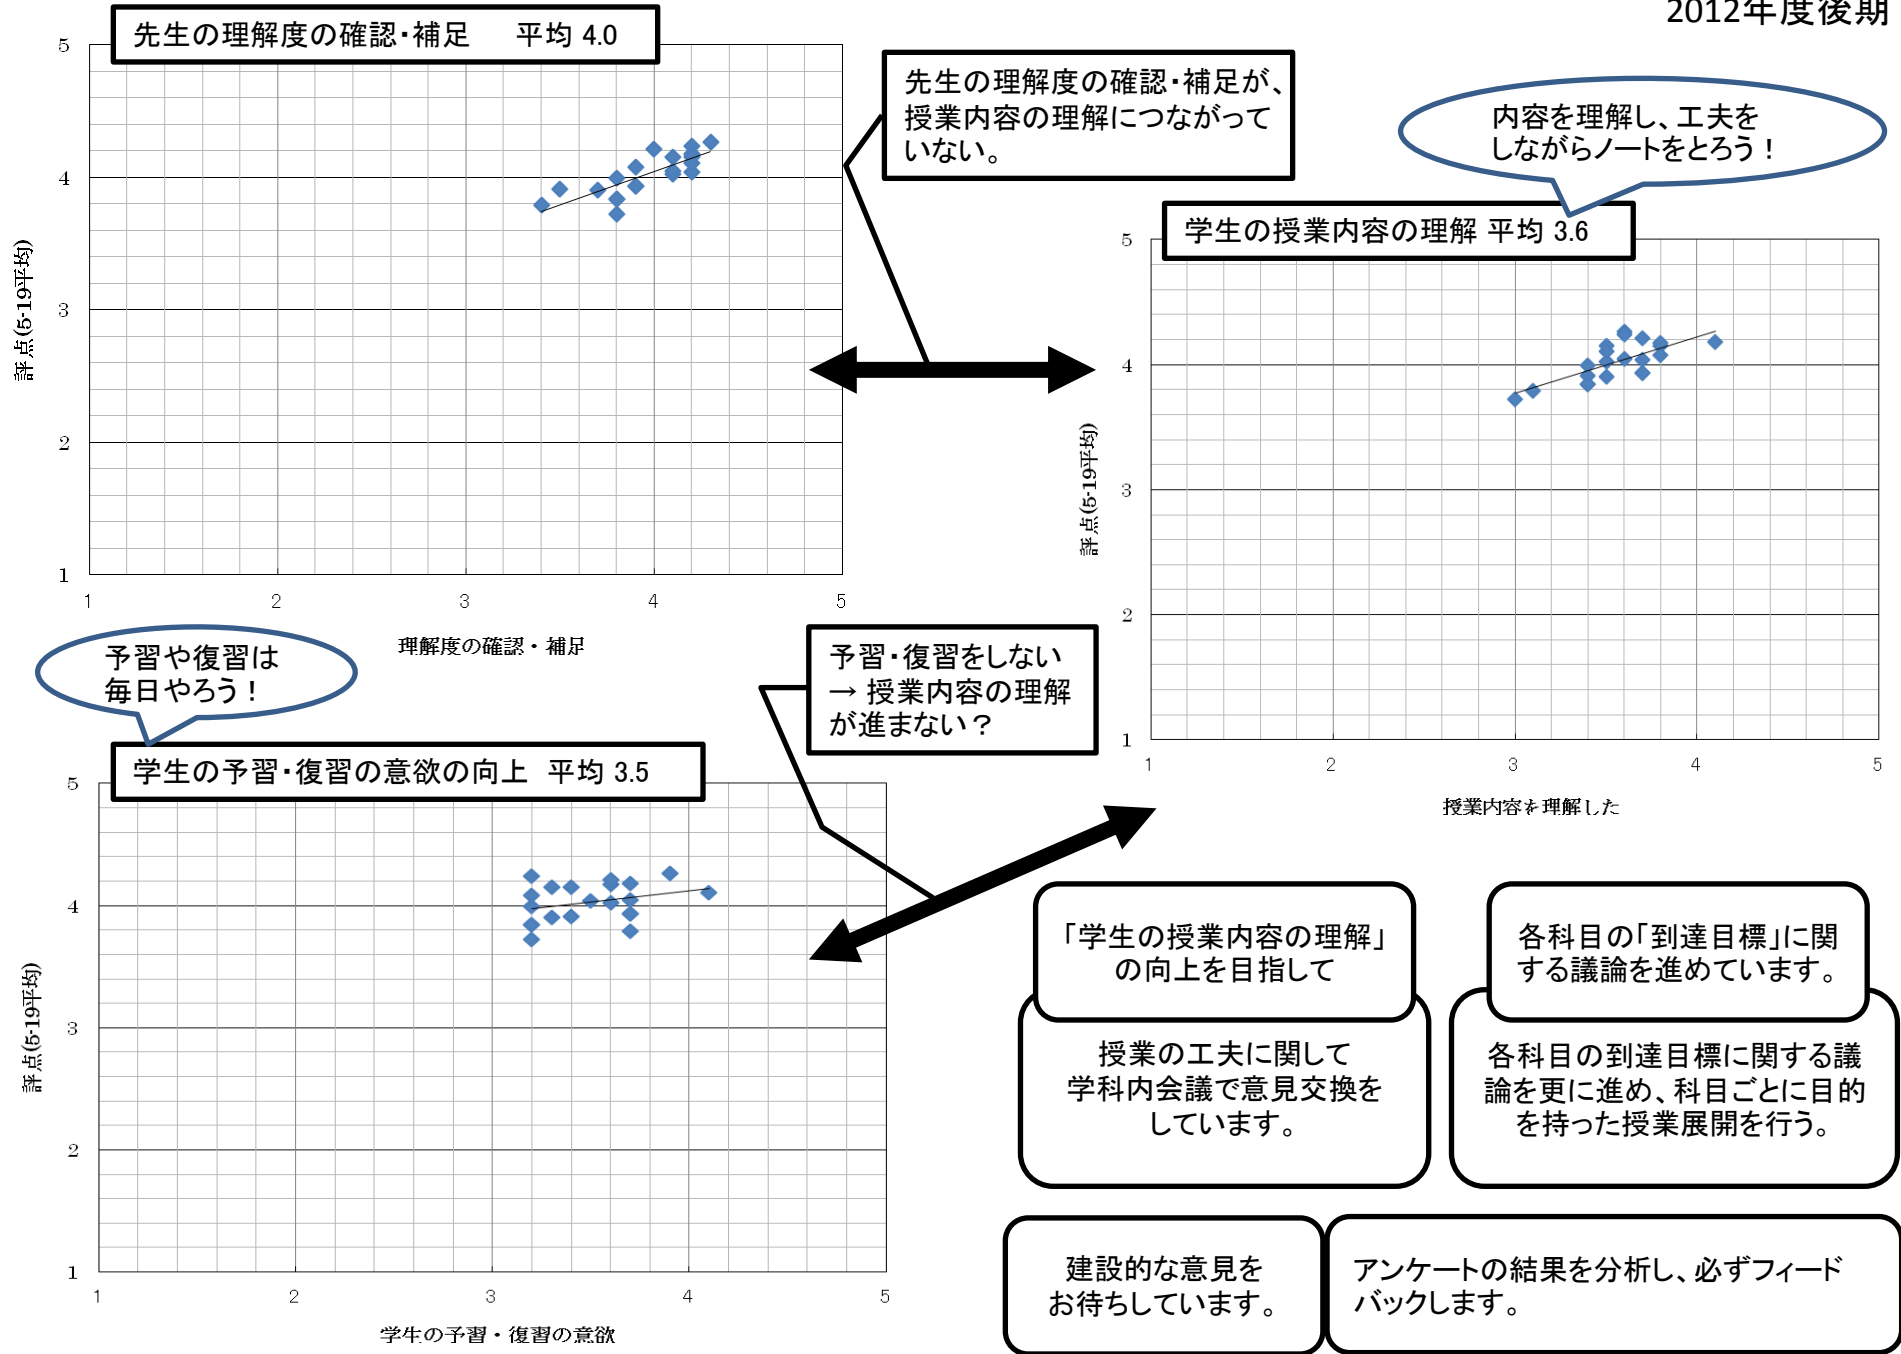 2012年度後期
先生の理解度の確認・補足　平均 4.0
5
4
3
2
1
1
2
3
4
5
評点(5-19平均)
理解度の確認・補足
先生の理解度の確認・補足が、
授業内容の理解につながって
いない。
内容を理解し、工夫を
しながらノートをとろう！
学生の授業内容の理解 平均 3.6
5
4
3
2
1
1
2
3
4
5
評点(5-19平均)
授業内容を理解した
予習や復習は
毎日やろう！
予習・復習をしない
→ 授業内容の理解
が進まない？
学生の予習・復習の意欲の向上 平均 3.5
5
4
3
2
1
1
2
3
4
5
評点(5-19平均)
学生の予習・復習の意欲
「学生の授業内容の理解」
の向上を目指して
授業の工夫に関して
学科内会議で意見交換を
しています。
各科目の「到達目標」に関
する議論を進めています。
各科目の到達目標に関する議
論を更に進め、科目ごとに目的
を持った授業展開を行う。
建設的な意見を
お待ちしています。
アンケートの結果を分析し、必ずフィード
バックします。